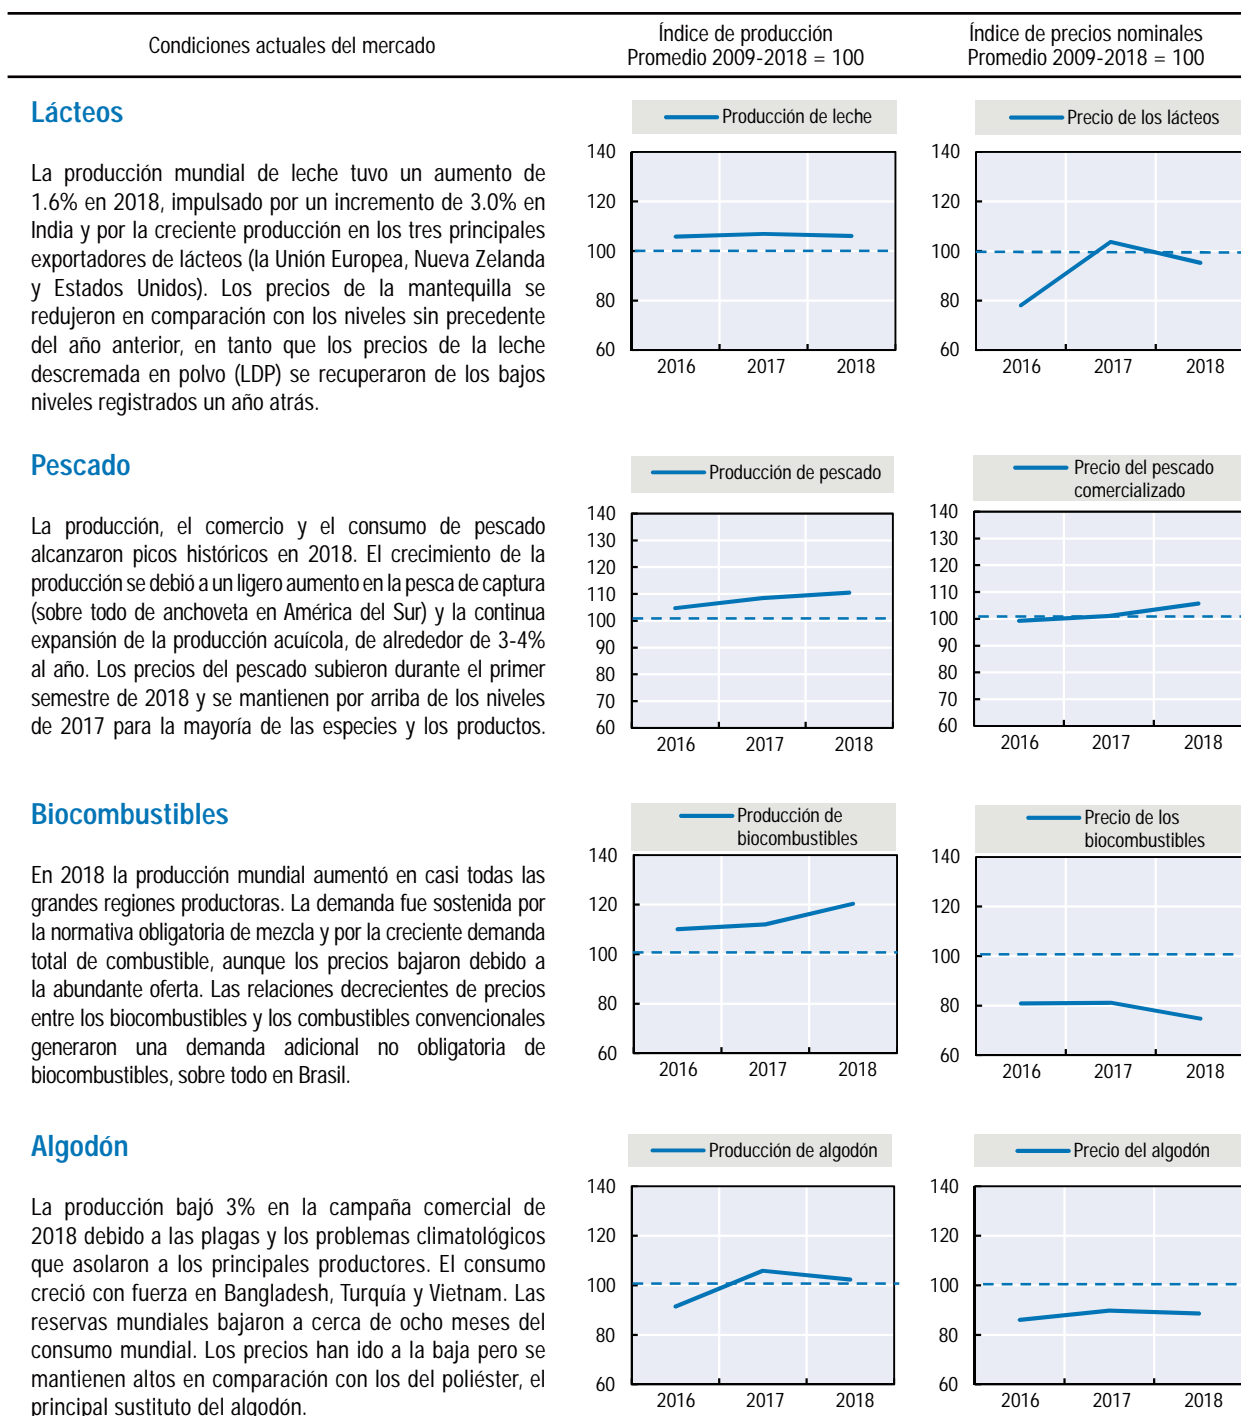 Condiciones actuales del mercado
Índice de producción
Promedio 2009-2018 = 100
Índice de precios nominales
Promedio 2009-2018 = 100
Lácteos
La producción mundial de leche tuvo un aumento de
1.6% en 2018, impulsado por un incremento de 3.0% en
India y por la creciente producción en los tres principales
exportadores de lácteos (la Unión Europea, Nueva Zelanda
y Estados Unidos). Los precios de la mantequilla se
redujeron en comparación con los niveles sin precedente
del año anterior, en tanto que los precios de la leche
descremada en polvo (LDP) se recuperaron de los bajos
niveles registrados un año atrás.
Producción de leche
140
120
100
80
60
2016 2017 2018
Precio de los lácteos
140
120
100
80
60
2016 2017 2018
Pescado
La producción, el comercio y el consumo de pescado
alcanzaron picos históricos en 2018. El crecimiento de la
producción se debió a un ligero aumento en la pesca de captura
(sobre todo de anchoveta en América del Sur) y la continua
expansión de la producción acuícola, de alrededor de 3-4%
al año. Los precios del pescado subieron durante el primer
semestre de 2018 y se mantienen por arriba de los niveles
de 2017 para la mayoría de las especies y los productos.
Producción de pescado
140
130
120
110
100
90
80
70
60
2016 2017 2018
Precio del pescado
comercializado
140
130
120
110
100
90
80
70
60
2016 2017 2018
Biocombustibles
En 2018 la producción mundial aumentó en casi todas las
grandes regiones productoras. La demanda fue sostenida por
la normativa obligatoria de mezcla y por la creciente demanda
total de combustible, aunque los precios bajaron debido a
la abundante oferta. Las relaciones decrecientes de precios
entre los biocombustibles y los combustibles convencionales
generaron una demanda adicional no obligatoria de
biocombustibles, sobre todo en Brasil.
Producción de
biocombustibles
140
120
100
80
60
2016 2017 2018
Precio de los
biocombustibles
140
120
100
80
60
2016 2017 2018
Algodón
La producción bajó 3% en la campaña comercial de
2018 debido a las plagas y los problemas climatológicos
que asolaron a los principales productores. El consumo
creció con fuerza en Bangladesh, Turquía y Vietnam. Las
reservas mundiales bajaron a cerca de ocho meses del
consumo mundial. Los precios han ido a la baja pero se
mantienen altos en comparación con los del poliéster, el
principal sustituto del algodón.
Producción de algodón
140
120
100
80
60
2016 2017 2018
Precio del algodón
140
120
100
80
60
2016 2017 2018